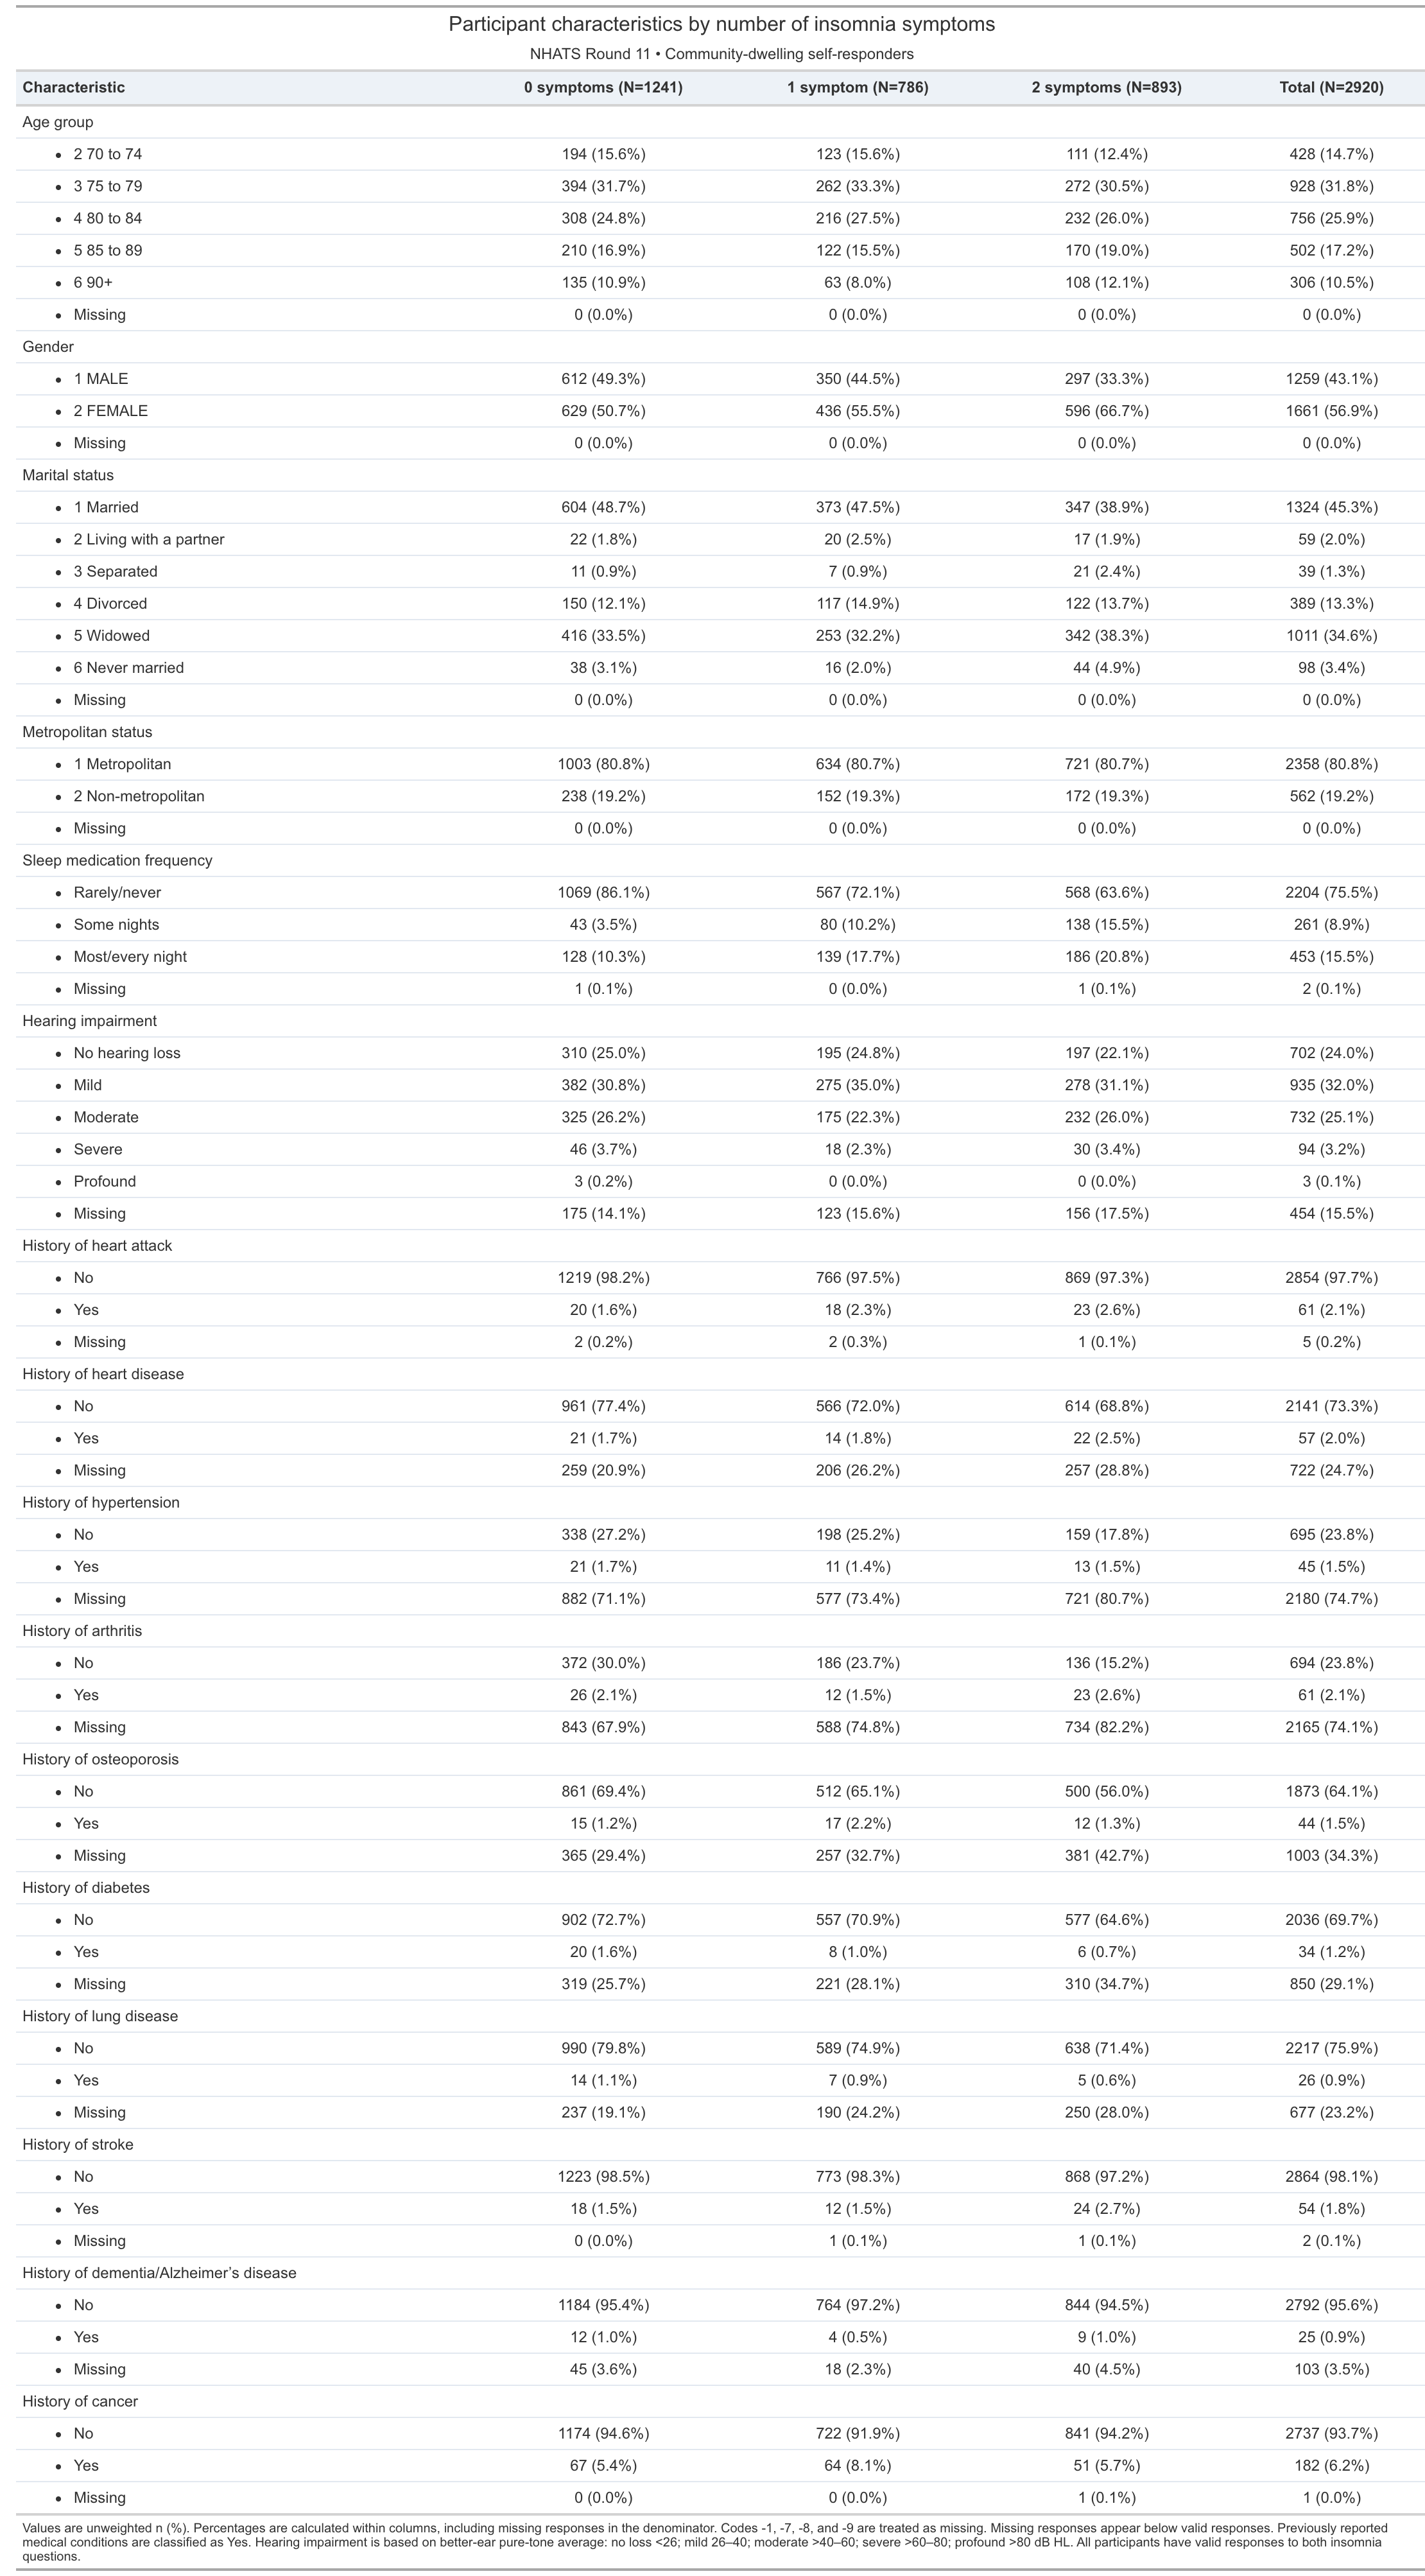 Participant characteristics by number of insomnia symptoms
NHATS Round 11 • Community-dwelling self-responders
Characteristic 0 symptoms (N=1241) 1 symptom (N=786) 2 symptoms (N=893) Total (N=2920)
Age group
• 2 70 to 74 194 (15.6%) 123 (15.6%) 111 (12.4%) 428 (14.7%)
• 3 75 to 79 394 (31.7%) 262 (33.3%) 272 (30.5%) 928 (31.8%)
• 4 80 to 84 308 (24.8%) 216 (27.5%) 232 (26.0%) 756 (25.9%)
• 5 85 to 89 210 (16.9%) 122 (15.5%) 170 (19.0%) 502 (17.2%)
• 6 90+ 135 (10.9%) 63 (8.0%) 108 (12.1%) 306 (10.5%)
• Missing 0 (0.0%) 0 (0.0%) 0 (0.0%) 0 (0.0%)
Gender
• 1 MALE 612 (49.3%) 350 (44.5%) 297 (33.3%) 1259 (43.1%)
• 2 FEMALE 629 (50.7%) 436 (55.5%) 596 (66.7%) 1661 (56.9%)
• Missing 0 (0.0%) 0 (0.0%) 0 (0.0%) 0 (0.0%)
Marital status
• 1 Married 604 (48.7%) 373 (47.5%) 347 (38.9%) 1324 (45.3%)
• 2 Living with a partner 22 (1.8%) 20 (2.5%) 17 (1.9%) 59 (2.0%)
• 3 Separated 11 (0.9%) 7 (0.9%) 21 (2.4%) 39 (1.3%)
• 4 Divorced 150 (12.1%) 117 (14.9%) 122 (13.7%) 389 (13.3%)
• 5 Widowed 416 (33.5%) 253 (32.2%) 342 (38.3%) 1011 (34.6%)
• 6 Never married 38 (3.1%) 16 (2.0%) 44 (4.9%) 98 (3.4%)
• Missing 0 (0.0%) 0 (0.0%) 0 (0.0%) 0 (0.0%)
Metropolitan status
• 1 Metropolitan 1003 (80.8%) 634 (80.7%) 721 (80.7%) 2358 (80.8%)
• 2 Non-metropolitan 238 (19.2%) 152 (19.3%) 172 (19.3%) 562 (19.2%)
• Missing 0 (0.0%) 0 (0.0%) 0 (0.0%) 0 (0.0%)
Sleep medication frequency
• Rarely/never 1069 (86.1%) 567 (72.1%) 568 (63.6%) 2204 (75.5%)
• Some nights 43 (3.5%) 80 (10.2%) 138 (15.5%) 261 (8.9%)
• Most/every night 128 (10.3%) 139 (17.7%) 186 (20.8%) 453 (15.5%)
• Missing 1 (0.1%) 0 (0.0%) 1 (0.1%) 2 (0.1%)
Hearing impairment
• No hearing loss 310 (25.0%) 195 (24.8%) 197 (22.1%) 702 (24.0%)
• Mild 382 (30.8%) 275 (35.0%) 278 (31.1%) 935 (32.0%)
• Moderate 325 (26.2%) 175 (22.3%) 232 (26.0%) 732 (25.1%)
• Severe 46 (3.7%) 18 (2.3%) 30 (3.4%) 94 (3.2%)
• Profound 3 (0.2%) 0 (0.0%) 0 (0.0%) 3 (0.1%)
• Missing 175 (14.1%) 123 (15.6%) 156 (17.5%) 454 (15.5%)
History of heart attack
• No 1219 (98.2%) 766 (97.5%) 869 (97.3%) 2854 (97.7%)
• Yes 20 (1.6%) 18 (2.3%) 23 (2.6%) 61 (2.1%)
• Missing 2 (0.2%) 2 (0.3%) 1 (0.1%) 5 (0.2%)
History of heart disease
• No 961 (77.4%) 566 (72.0%) 614 (68.8%) 2141 (73.3%)
• Yes 21 (1.7%) 14 (1.8%) 22 (2.5%) 57 (2.0%)
• Missing 259 (20.9%) 206 (26.2%) 257 (28.8%) 722 (24.7%)
History of hypertension
• No 338 (27.2%) 198 (25.2%) 159 (17.8%) 695 (23.8%)
• Yes 21 (1.7%) 11 (1.4%) 13 (1.5%) 45 (1.5%)
• Missing 882 (71.1%) 577 (73.4%) 721 (80.7%) 2180 (74.7%)
History of arthritis
• No 372 (30.0%) 186 (23.7%) 136 (15.2%) 694 (23.8%)
• Yes 26 (2.1%) 12 (1.5%) 23 (2.6%) 61 (2.1%)
• Missing 843 (67.9%) 588 (74.8%) 734 (82.2%) 2165 (74.1%)
History of osteoporosis
• No 861 (69.4%) 512 (65.1%) 500 (56.0%) 1873 (64.1%)
• Yes 15 (1.2%) 17 (2.2%) 12 (1.3%) 44 (1.5%)
• Missing 365 (29.4%) 257 (32.7%) 381 (42.7%) 1003 (34.3%)
History of diabetes
• No 902 (72.7%) 557 (70.9%) 577 (64.6%) 2036 (69.7%)
• Yes 20 (1.6%) 8 (1.0%) 6 (0.7%) 34 (1.2%)
• Missing 319 (25.7%) 221 (28.1%) 310 (34.7%) 850 (29.1%)
History of lung disease
• No 990 (79.8%) 589 (74.9%) 638 (71.4%) 2217 (75.9%)
• Yes 14 (1.1%) 7 (0.9%) 5 (0.6%) 26 (0.9%)
• Missing 237 (19.1%) 190 (24.2%) 250 (28.0%) 677 (23.2%)
History of stroke
• No 1223 (98.5%) 773 (98.3%) 868 (97.2%) 2864 (98.1%)
• Yes 18 (1.5%) 12 (1.5%) 24 (2.7%) 54 (1.8%)
• Missing 0 (0.0%) 1 (0.1%) 1 (0.1%) 2 (0.1%)
History of dementia/Alzheimer’s disease
• No 1184 (95.4%) 764 (97.2%) 844 (94.5%) 2792 (95.6%)
• Yes 12 (1.0%) 4 (0.5%) 9 (1.0%) 25 (0.9%)
• Missing 45 (3.6%) 18 (2.3%) 40 (4.5%) 103 (3.5%)
History of cancer
• No 1174 (94.6%) 722 (91.9%) 841 (94.2%) 2737 (93.7%)
• Yes 67 (5.4%) 64 (8.1%) 51 (5.7%) 182 (6.2%)
• Missing 0 (0.0%) 0 (0.0%) 1 (0.1%) 1 (0.0%)
Values are unweighted n (%). Percentages are calculated within columns, including missing responses in the denominator. Codes -1, -7, -8, and -9 are treated as missing. Missing responses appear below valid responses. Previously reported
medical conditions are classified as Yes. Hearing impairment is based on better-ear pure-tone average: no loss <26; mild 26–40; moderate >40–60; severe >60–80; profound >80 dB HL. All participants have valid responses to both insomnia
questions.